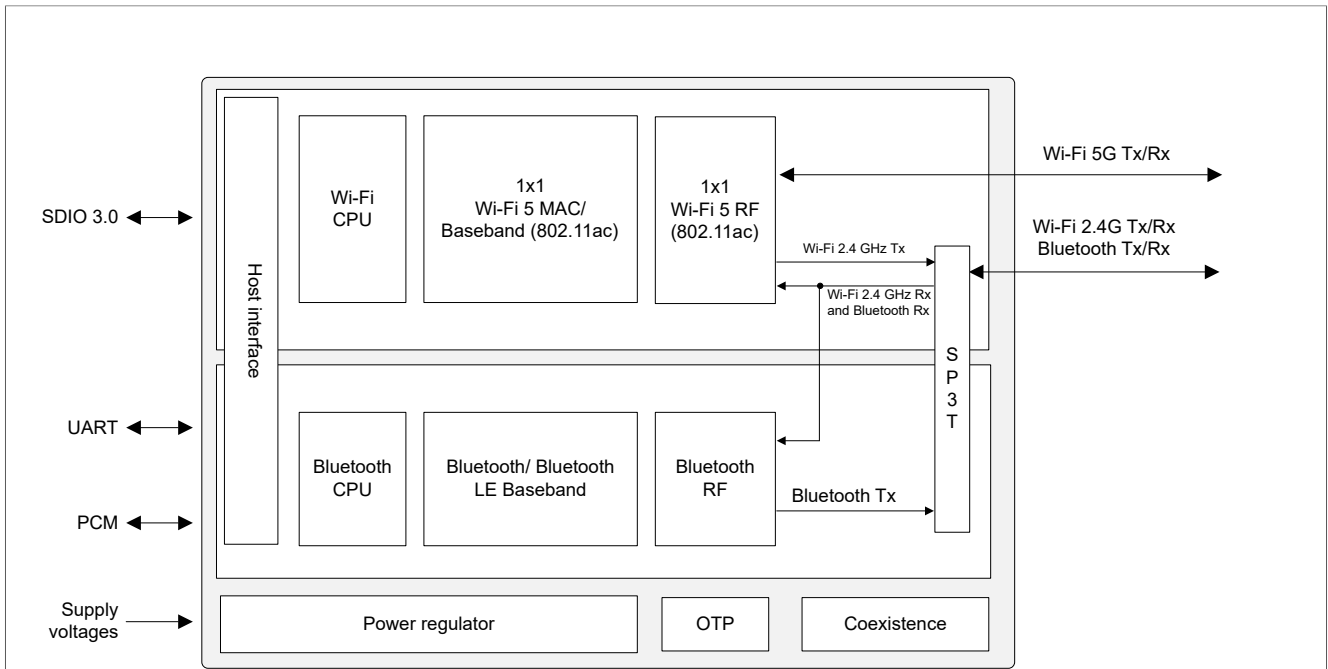 Wi-Fi 5G Tx/Rx
SDIO 3.0
Host interface
Wi-Fi
CPU
1x1
Wi-Fi 5 MAC/
Baseband (802.11ac)
1x1
Wi-Fi 5 RF
(802.11ac)
Wi-Fi 2.4G Tx/Rx
Bluetooth Tx/Rx
Wi-Fi 2.4 GHz Tx
Wi-Fi 2.4 GHz Rx
and Bluetooth Rx
S
P
3
T
UART
PCM
Bluetooth
CPU
Bluetooth/ Bluetooth
LE Baseband
Bluetooth
RF
Bluetooth Tx
Supply
voltages
Power regulator
OTP
Coexistence